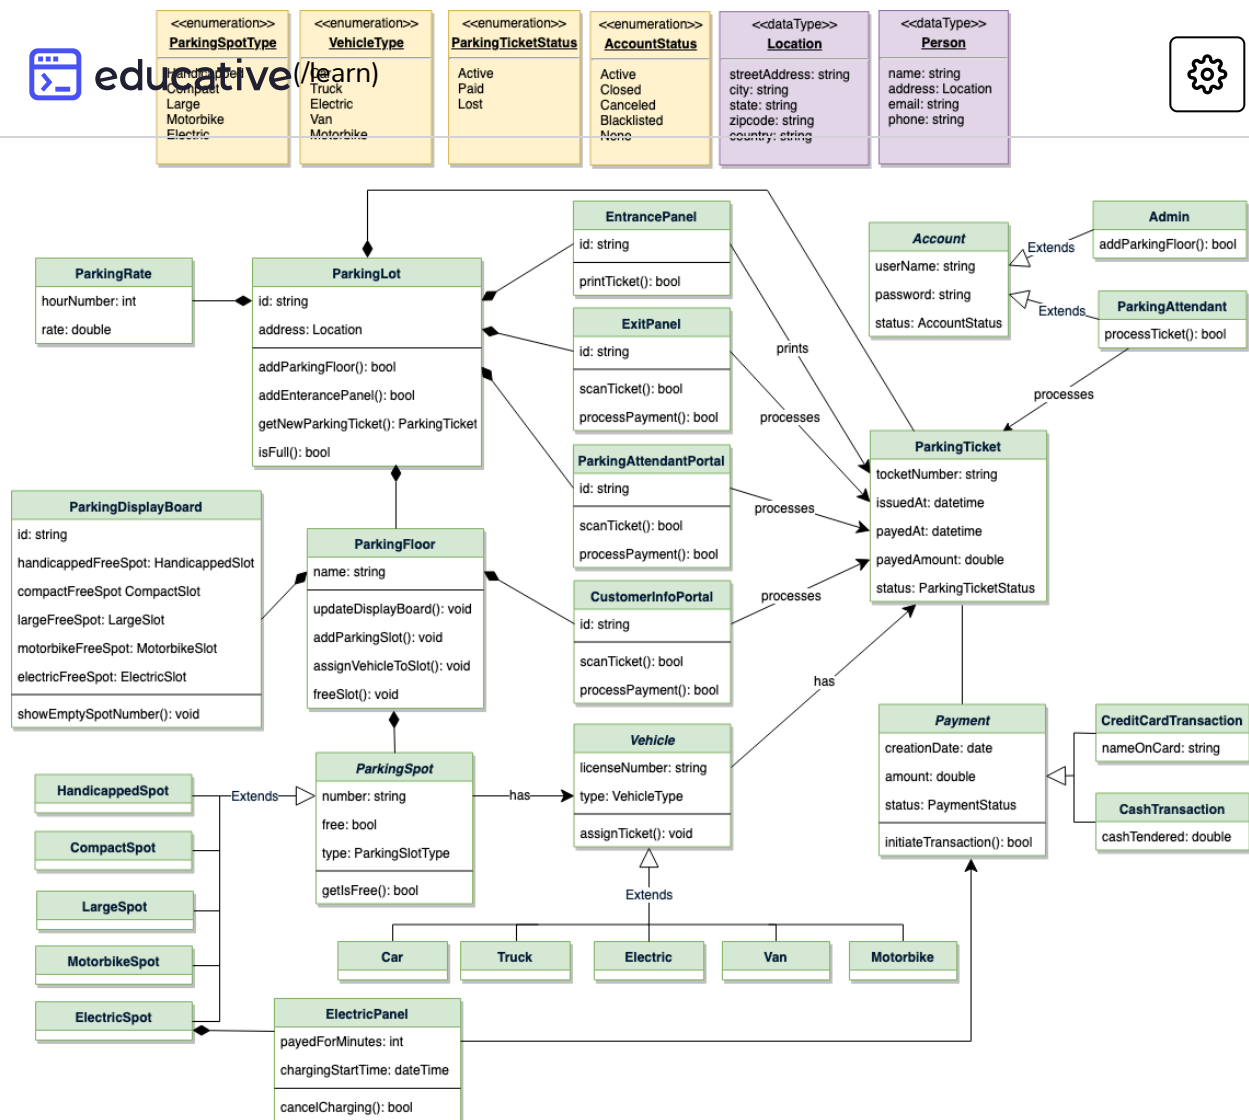 <<enumeration>>
ParkingSpotType
Handicapped
Compact
Large
Motorbike
Electric
<<enumeration>>
VehicleType
Car
Truck
Electric
Van
Motorbike
<<enumeration>>
ParkingTicketStatus
Active
Paid
Lost
<<enumeration>>
AccountStatus
Active
Closed
Canceled
Blacklisted
None
<<dataType>>
Location
streetAddress: string
city: string
state: string
zipcode: string
country: string
<<dataType>>
Person
name: string
address: Location
email: string
phone: string
educative(/learn)
ParkingRate
hourNumber: int
rate: double
ParkingLot
id: string
address: Location
addParkingFloor(): bool
addEnterancePanel(): bool
getNewParkingTicket(): ParkingTicket
isFull(): bool
EntrancePanel
id: string
printTicket(): bool
ExitPanel
id: string
scanTicket(): bool
processPayment(): bool
ParkingAttendantPortal
id: string
scanTicket(): bool
processPayment(): bool
CustomerInfoPortal
id: string
scanTicket(): bool
processPayment(): bool
prints
processes
processes
processes
has
Account
userName: string
password: string
status: AccountStatus
Extends
Extends
Admin
addParkingFloor(): bool
ParkingAttendant
processTicket(): bool
processes
ParkingTicket
tocketNumber: string
issuedAt: datetime
payedAt: datetime
payedAmount: double
status: ParkingTicketStatus
ParkingDisplayBoard
id: string
handicappedFreeSpot: HandicappedSlot
compactFreeSpot CompactSlot
largeFreeSpot: LargeSlot
motorbikeFreeSpot: MotorbikeSlot
electricFreeSpot: ElectricSlot
showEmptySpotNumber(): void
ParkingFloor
name: string
updateDisplayBoard(): void
addParkingSlot(): void
assignVehicleToSlot(): void
freeSlot(): void
ParkingSpot
number: string
free: bool
type: ParkingSlotType
getIsFree(): bool
has
Vehicle
licenseNumber: string
type: VehicleType
assignTicket(): void
Extends
Payment
creationDate: date
amount: double
status: PaymentStatus
initiateTransaction(): bool
CreditCardTransaction
nameOnCard: string
CashTransaction
cashTendered: double
HandicappedSpot
Extends
CompactSpot
LargeSpot
MotorbikeSpot
ElectricSpot
Car
Truck
Electric
Van
Motorbike
ElectricPanel
payedForMinutes: int
chargingStartTime: dateTime
cancelCharging(): bool